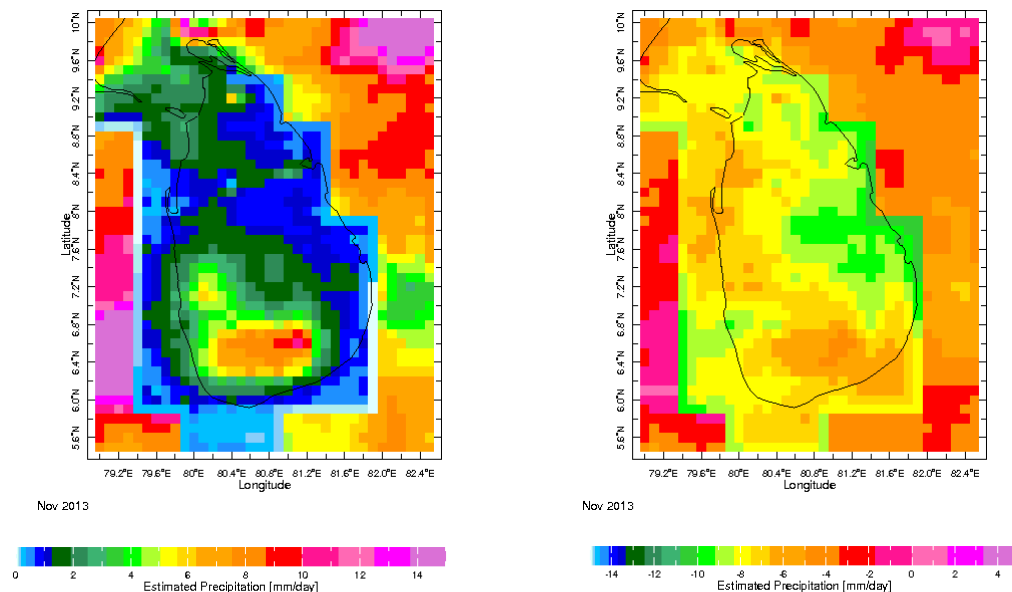 10°N
9.6°N
9.2°N
8.8°N
8.4°N
8°N
7.6°N
7.2°N
6.8°N
6.4°N
6.0°N
5.6°N
Latitude
79.2°E 79.6°E 80°E 80.4°E 80.8°E 81.2°E 81.6°E 82.0°E 82.4°E
Longitude
Nov 2013
0 2 4 6 8 10 12 14
Estimated Precipitation [mm/day]
10°N
9.6°N
9.2°N
8.8°N
8.4°N
8°N
7.6°N
7.2°N
6.8°N
6.4°N
6.0°N
5.6°N
Latitude
79.2°E 79.6°E 80°E 80.4°E 80.8°E 81.2°E 81.6°E 82.0°E 82.4°E
Longitude
Nov 2013
-14 -12 -10 -8 -6 -4 -2 0 2 4
Estimated Precipitation [mm/day]